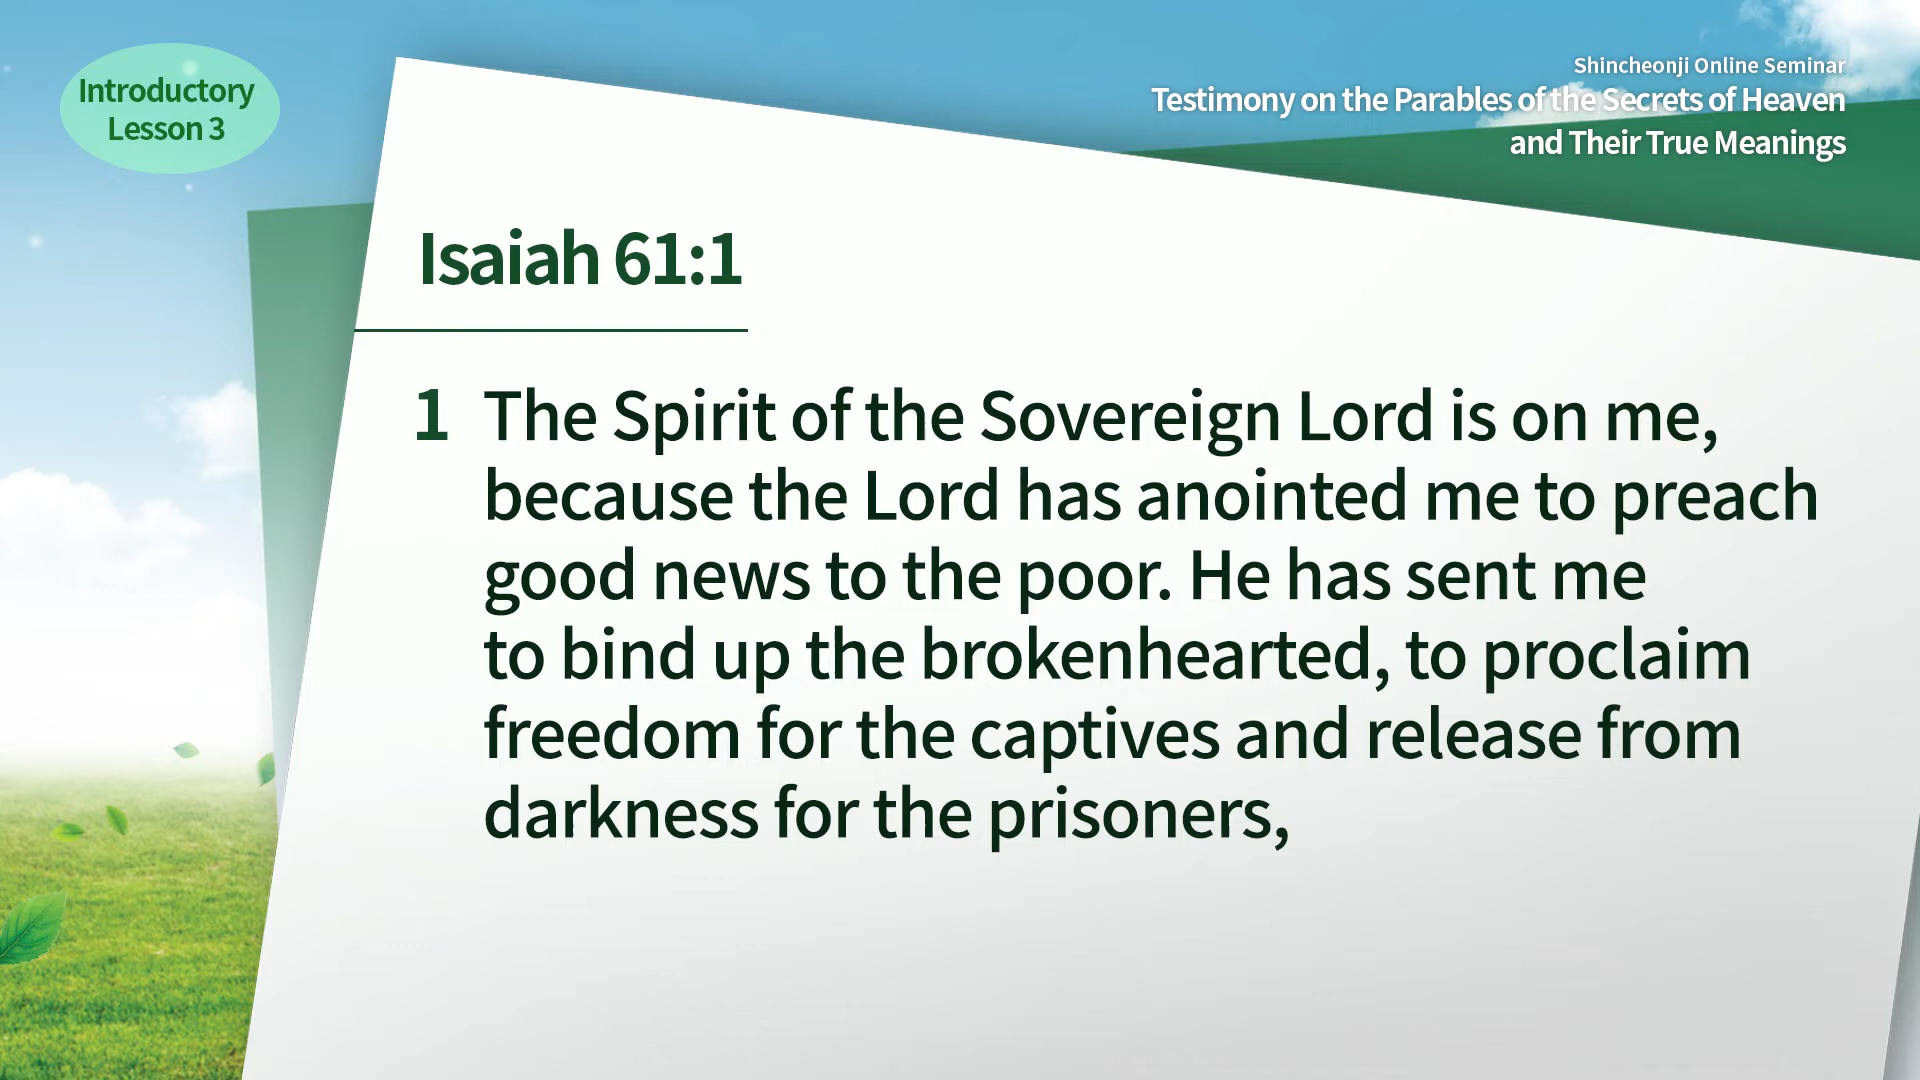 Introductory
Lesson 3
Shincheonji Online Seminar
Testimony on the Parables of the Secrets of Heaven
and Their True Meanings
Isaiah 61:1
1 The Spirit of the Sovereign Lord is on me,
because the Lord has anointed me to preach
good news to the poor. He has sent me
to bind up the brokenhearted, to proclaim
freedom for the captives and release from
darkness for the prisoners,